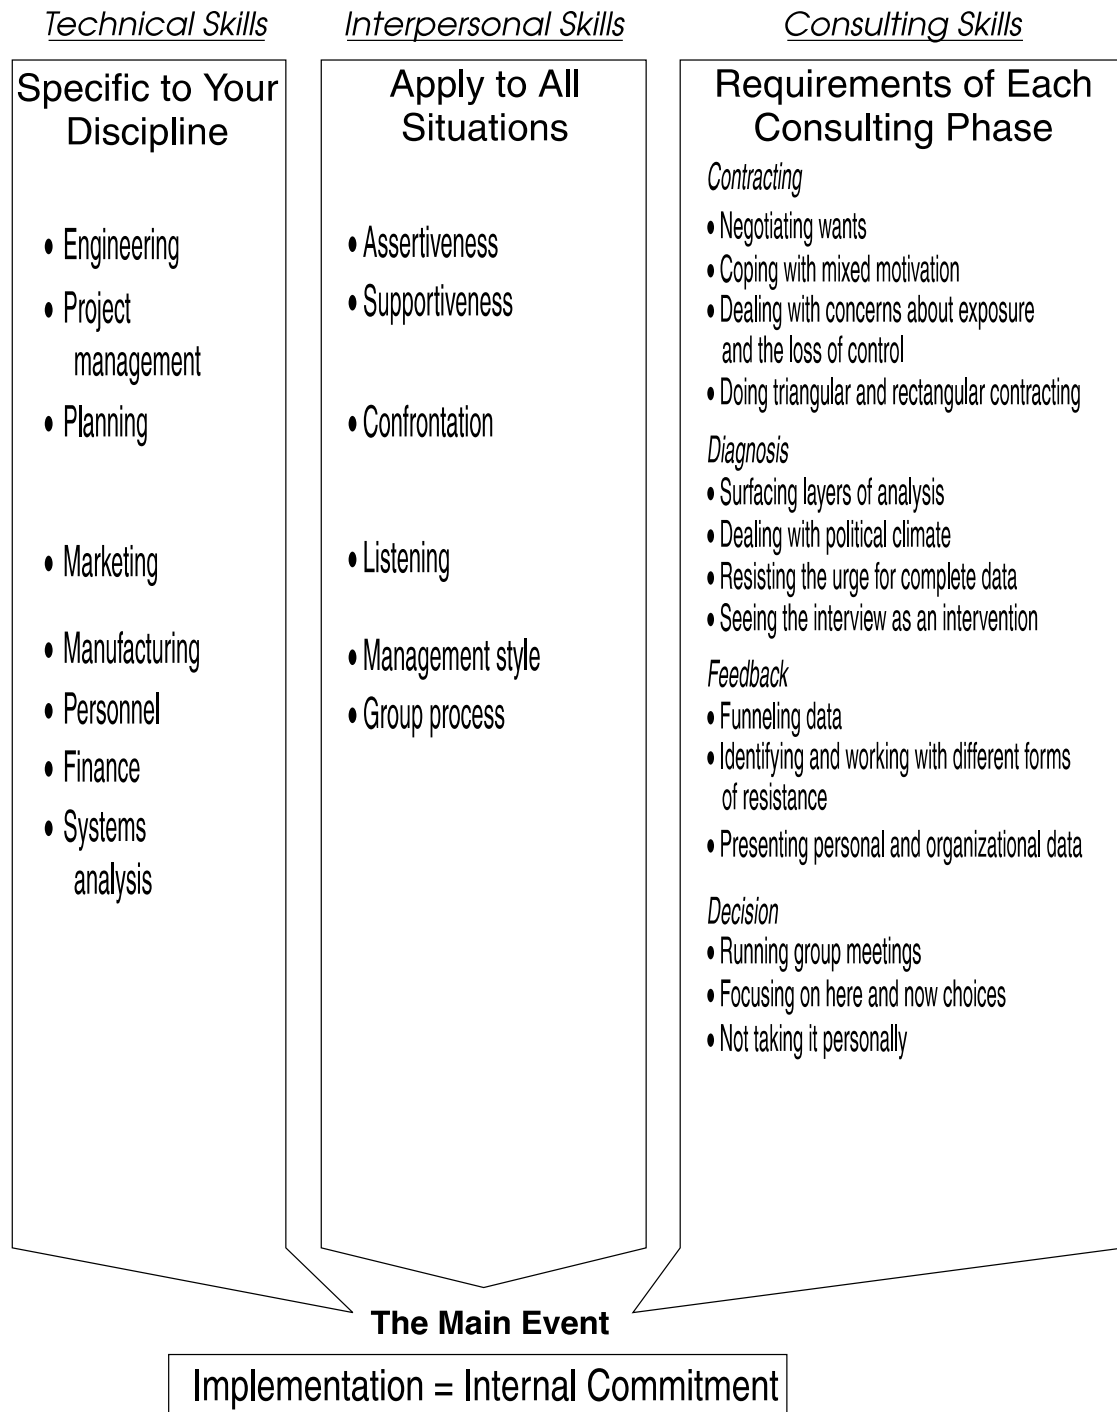 Technical Skills
Specific to Your
Discipline
• Engineering
• Project
management
• Planning
• Marketing
• Manufacturing
• Personnel
• Finance
• Systems
analysis
Interpersonal Skills
Apply to All
Situations
• Assertiveness
• Supportiveness
• Confrontation
• Listening
• Management style
• Group process
Consulting Skills
Requirements of Each
Consulting Phase
Contracting
• Negotiating wants
• Coping with mixed motivation
• Dealing with concerns about exposure
and the loss of control
• Doing triangular and rectangular contracting
Diagnosis
• Surfacing layers of analysis
• Dealing with political climate
• Resisting the urge for complete data
• Seeing the interview as an intervention
Feedback
• Funneling data
• Identifying and working with different forms
of resistance
• Presenting personal and organizational data
Decision
• Running group meetings
• Focusing on here and now choices
• Not taking it personally
The Main Event
Implementation = Internal Commitment